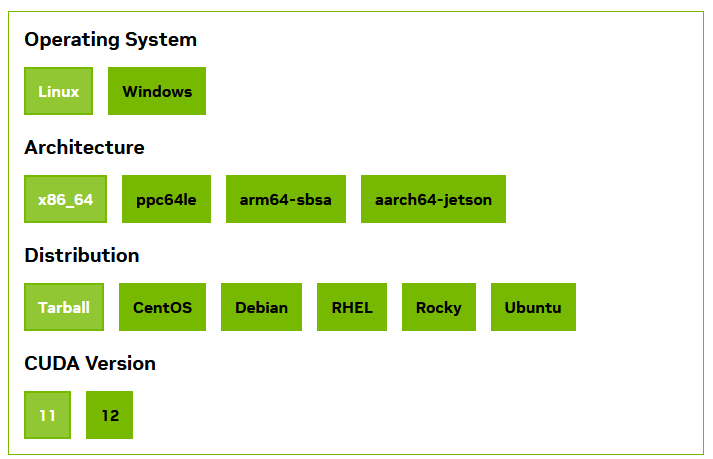 Operating System
Linux Windows
Architecture
x86_64 ppc64le arm64-sbsa aarch64-jetson
Distribution
Tarball CentOS Debian RHEL Rocky Ubuntu
CUDA Version
11 12